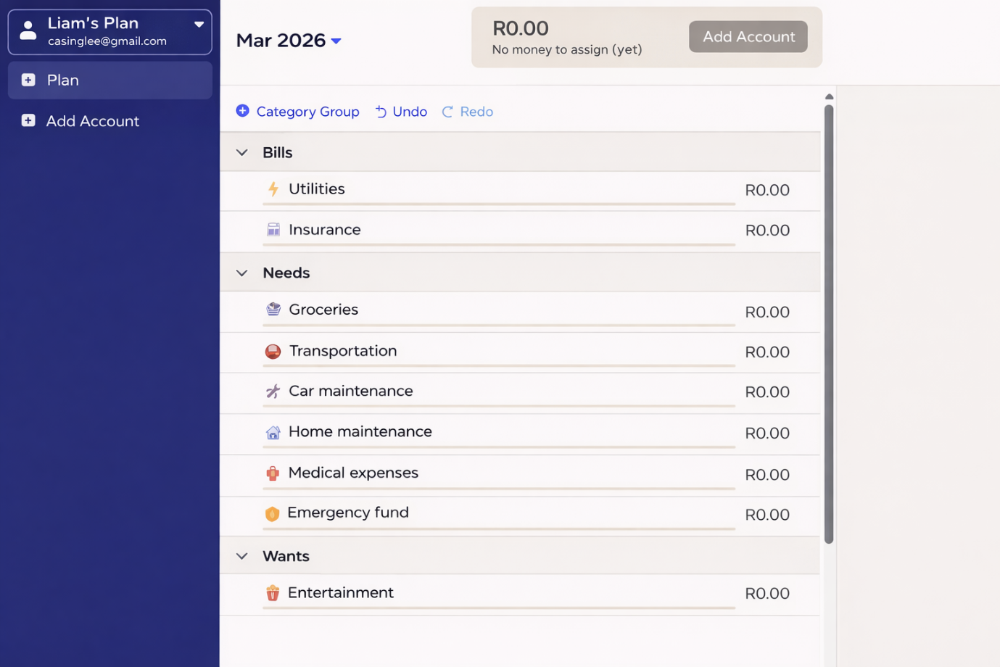 Liam's Plan
casinglee@gmail.com
Plan
Add Account
Mar 2026
R0.00
No money to assign (yet)
Add Account
Category Group
Undo
Redo
Bills
Utilities R0.00
Insurance R0.00
Needs
Groceries R0.00
Transportation R0.00
Car maintenance R0.00
Home maintenance R0.00
Medical expenses R0.00
Emergency fund R0.00
Wants
Entertainment R0.00